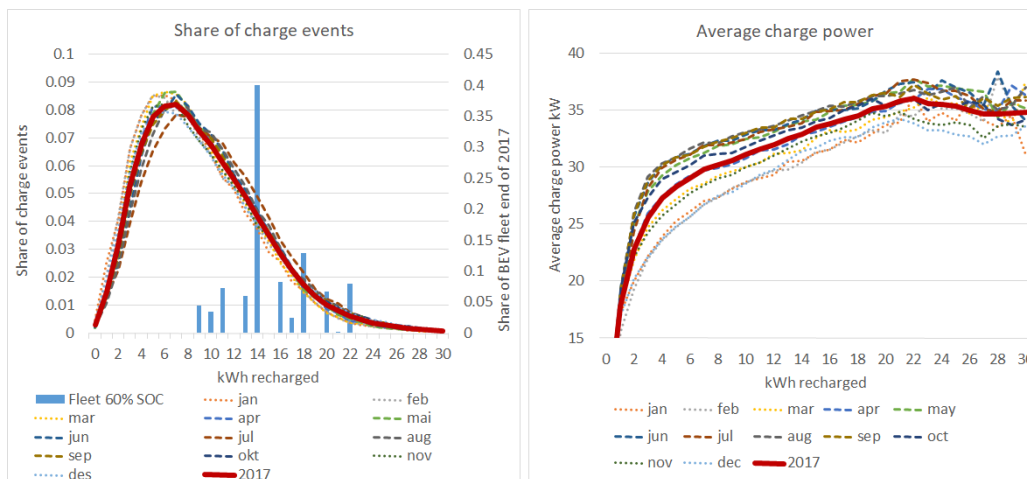 Share of charge events
0.1
0.09
0.08
0.07
0.06
0.05
0.04
0.03
0.02
0.01
0
Share of charge events
0.45
0.4
0.35
0.3
0.25
0.2
0.15
0.1
0.05
0
Share of BEV fleet end of 2017
0 2 4 6 8 10 12 14 16 18 20 22 24 26 28 30
kWh recharged
Fleet 60% SOC jan feb
mar apr mai
jun jul aug
sep okt nov
des 2017
Average charge power
40
35
30
25
20
15
Average charge power kW
0 2 4 6 8 10 12 14 16 18 20 22 24 26 28 30
kWh recharged
jan feb mar apr may
jun jul aug sep oct
nov dec 2017